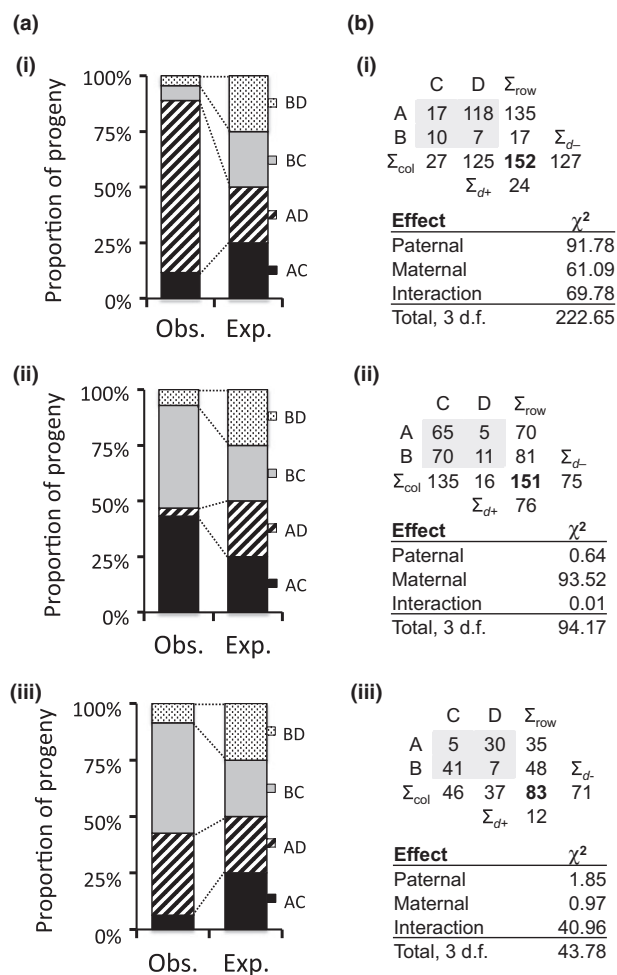 (a)
(i)
Proportion of progeny
100%
75%
50%
25%
0%
BD
BC
AD
AC
Obs. Exp.
(ii)
Proportion of progeny
100%
75%
50%
25%
0%
BD
BC
AD
AC
Obs. Exp.
(iii)
Proportion of progeny
100%
75%
50%
25%
0%
BD
BC
AD
AC
Obs. Exp.
(b)
(i)
C D Σrow
A 17 118 135
B 10 7 17 Σd–
Σcol 27 125 152 127
Σd+ 24
Effect χ²
Paternal 91.78
Maternal 61.09
Interaction 69.78
Total, 3 d.f. 222.65
(ii)
C D Σrow
A 65 5 70
B 70 11 81 Σd–
Σcol 135 16 151 75
Σd+ 76
Effect χ²
Paternal 0.64
Maternal 93.52
Interaction 0.01
Total, 3 d.f. 94.17
(iii)
C D Σrow
A 5 30 35
B 41 7 48 Σd-
Σcol 46 37 83 71
Σd+ 12
Effect χ²
Paternal 1.85
Maternal 0.97
Interaction 40.96
Total, 3 d.f. 43.78